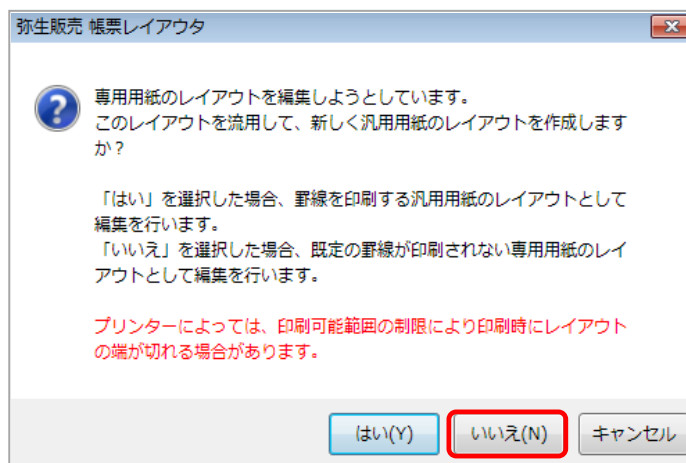 弥生販売 帳票レイアウタ
専用用紙のレイアウトを編集しようとしています。
このレイアウトを流用して、新しく汎用用紙のレイアウトを作成します
か？
「はい」を選択した場合、罫線を印刷する汎用用紙のレイアウトとして
編集を行います。
「いいえ」を選択した場合、既定の罫線が印刷されない専用用紙のレイ
アウトとして編集を行います。
プリンターによっては、印刷可能範囲の制限により印刷時にレイアウト
の端が切れる場合があります。
はい(Y) いいえ(N) キャンセル